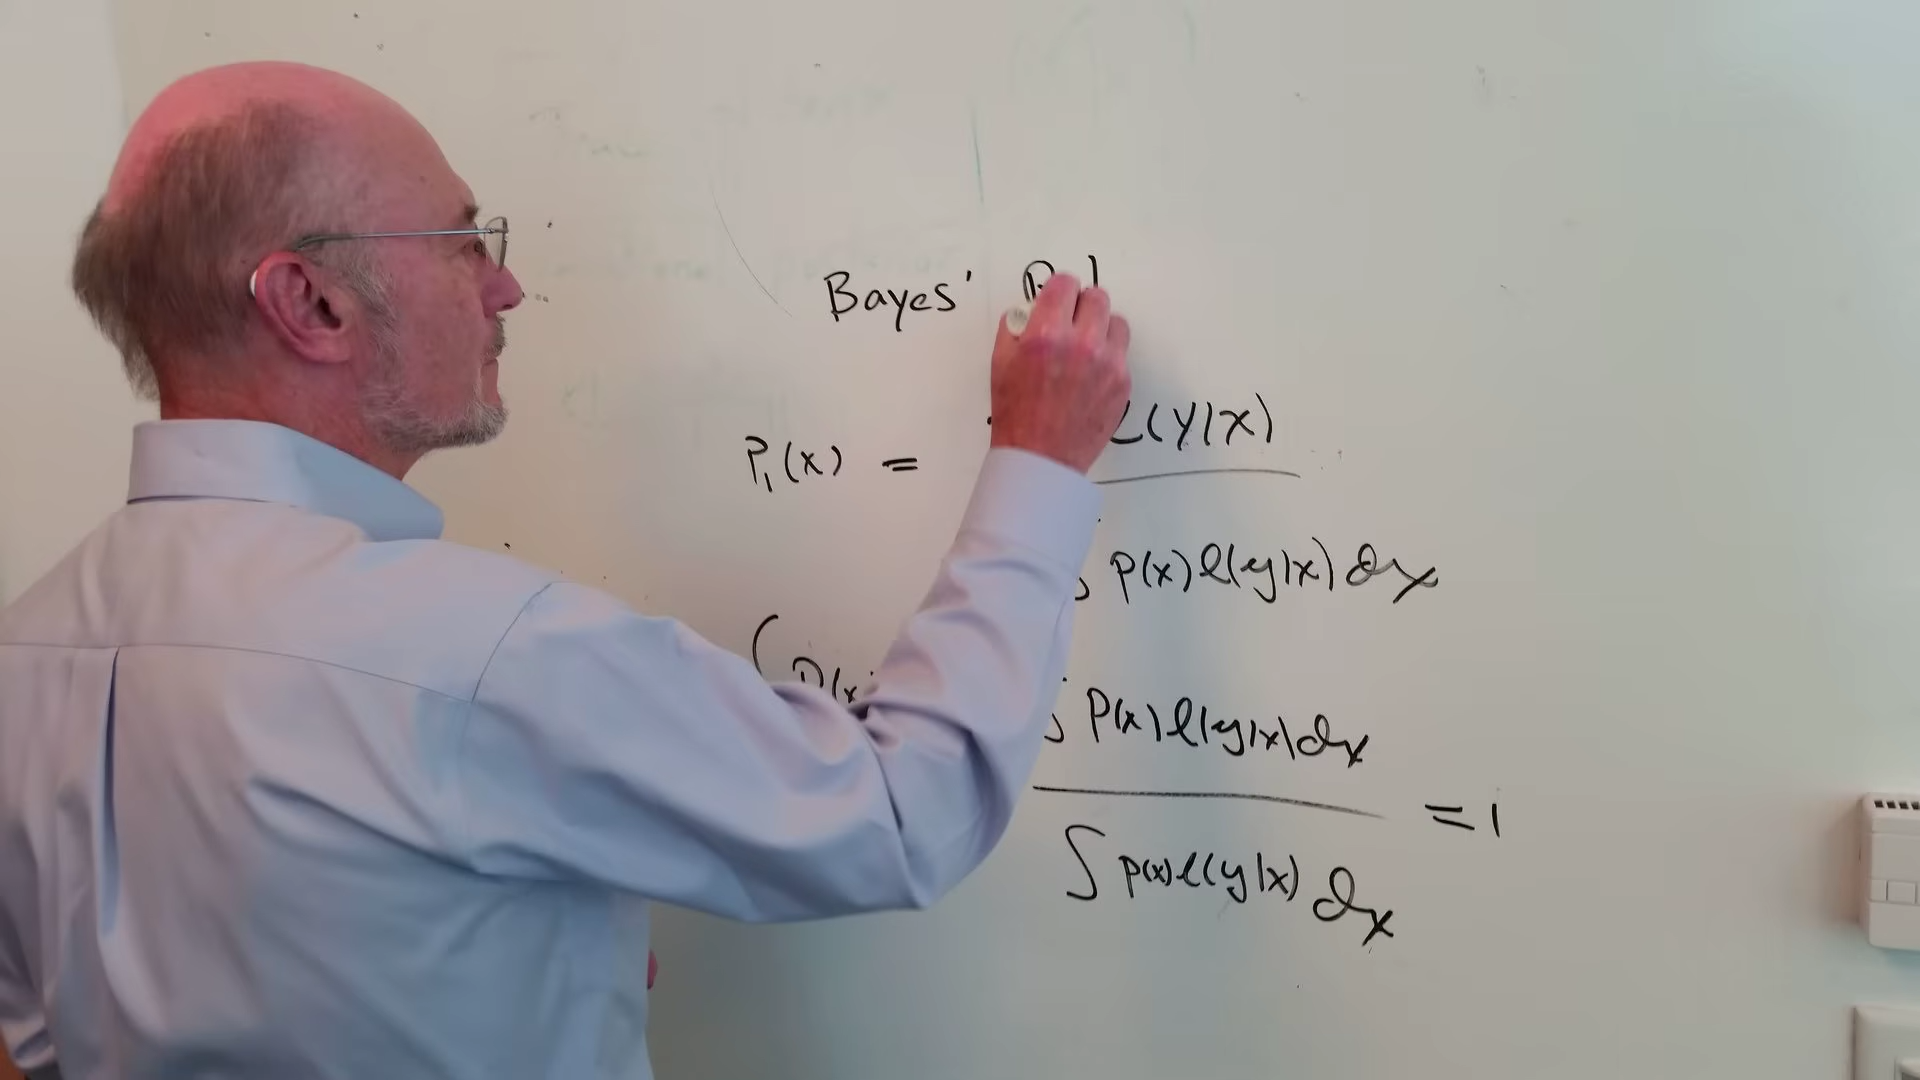 Bayes'
P₁(x) = L(y|x)
∫ p(x) l(y|x) dx
∫ p(x) l(y|x) dx
= 1
∫ p(x) l(y|x) dx